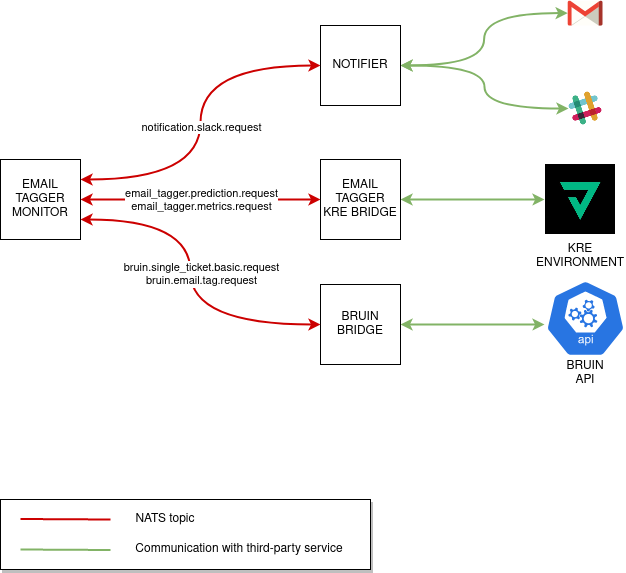 NOTIFIER
notification.slack.request
EMAIL
TAGGER
MONITOR
email_tagger.prediction.request
email_tagger.metrics.request
EMAIL
TAGGER
KRE BRIDGE
KRE
ENVIRONMENT
bruin.single_ticket.basic.request
bruin.email.tag.request
BRUIN
BRIDGE
api
BRUIN
API
NATS topic
Communication with third-party service